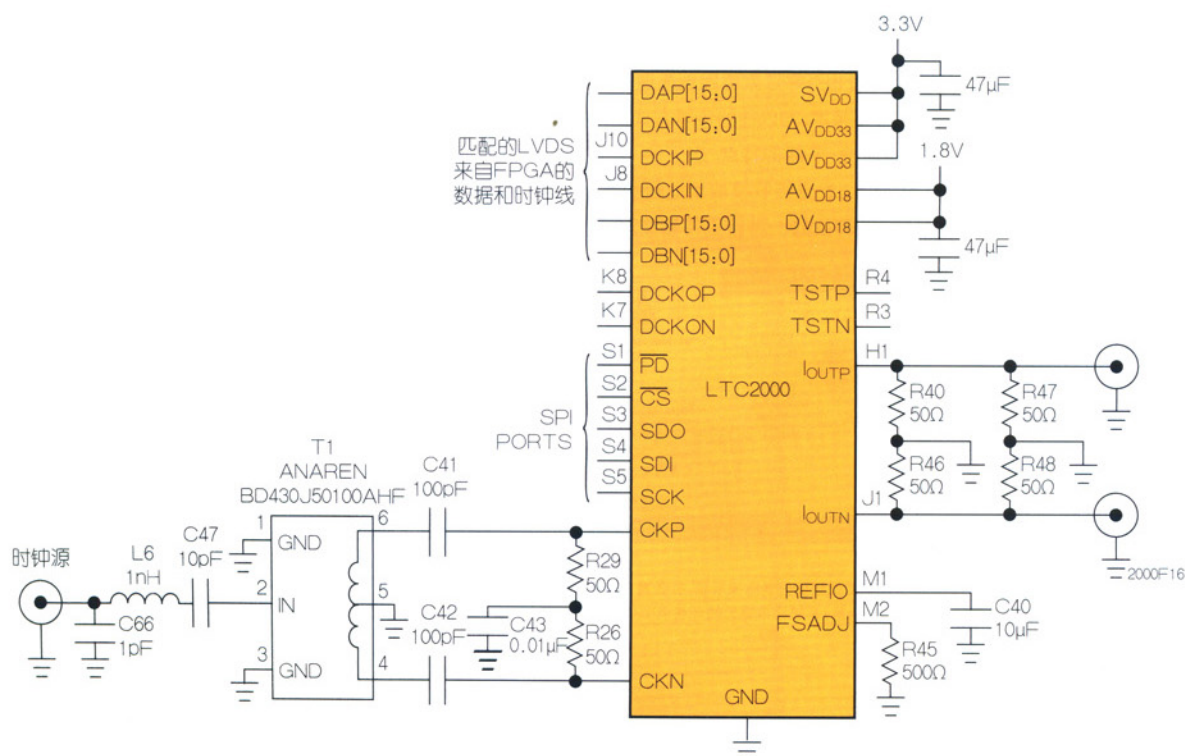 3.3V
47µF
DAP[15:0]
SVDD
DAN[15:0]
AVDD33
J10
DCKIP
DVDD33
1.8V
匹配的LVDS
来自FPGA的
数据和时钟线
J8
DCKIN
AVDD18
DBP[15:0]
DVDD18
47µF
DBN[15:0]
K8
DCKOP
TSTP
R4
K7
DCKON
TSTN
R3
S1
PD
IOUTP
H1
LTC2000
S2
CS
R40
50Ω
R47
50Ω
SPI
PORTS
S3
SDO
S4
SDI
R46
50Ω
R48
50Ω
S5
SCK
IOUTN
J1
2000F16
T1
ANAREN
BD430J50100AHF
C41
100pF
CKP
时钟源
L6
1nH
C47
10pF
1
GND
6
2
IN
5
3
GND
4
C66
1pF
C42
100pF
C43
0.01µF
R29
50Ω
R26
50Ω
CKN
REFIO
M1
C40
10µF
FSADJ
M2
R45
500Ω
GND